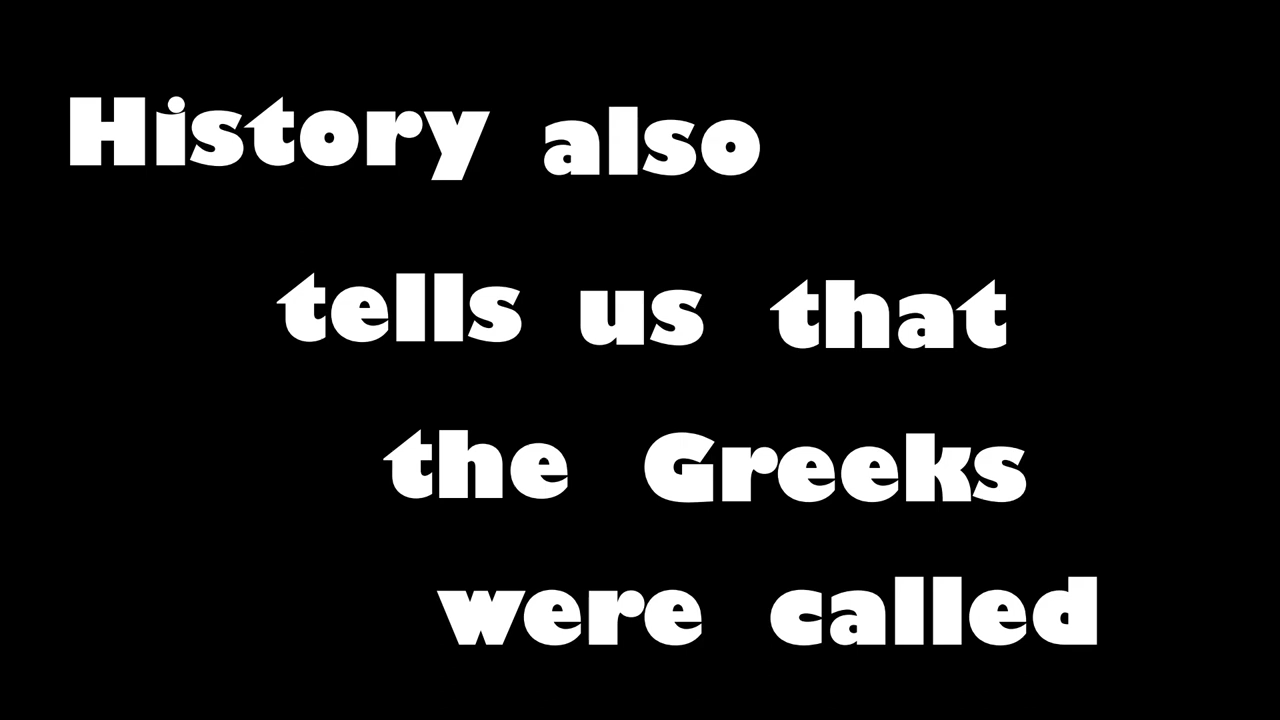 History also
tells us that
the Greeks
were called